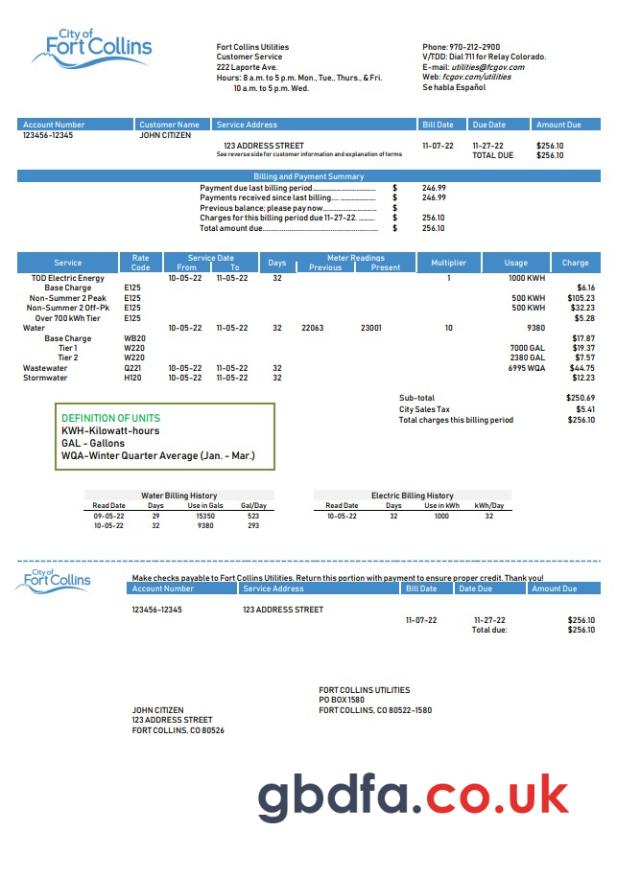 City of
Fort Collins
Fort Collins Utilities
Customer Service
222 Laporte Ave.
Hours: 8 a.m. to 5 p.m. Mon., Tue., Thurs., & Fri.
10 a.m. to 5 p.m. Wed.
Phone: 970-212-2900
V/TDD: Dial 711 for Relay Colorado.
E-mail: utilities@fcgov.com
Web: fcgov.com/utilities
Se habla Español
Account Number Customer Name Service Address Bill Date Due Date Amount Due
123456-12345 JOHN CITIZEN
123 ADDRESS STREET 11-07-22 11-27-22 $256.10
See reverse side for customer information and explanation of terms TOTAL DUE $256.10
Billing and Payment Summary
Payment due last billing period................................ $ 246.99
Payments received since last billing..... ................ $ 246.99
Previous balance; please pay now........................ $
Charges for this billing period due 11-27-22. ......... $ 256.10
Total amount due...................................................... $ 256.10
Service Rate Code Service Date From To Days Meter Readings Previous Present Multiplier Usage Charge
TOD Electric Energy 10-05-22 11-05-22 32 1 1000 KWH
Base Charge E125 $6.16
Non-Summer 2 Peak E125 500 KWH $105.23
Non-Summer 2 Off-Pk E125 500 KWH $32.23
Over 700 kWh Tier E125 $5.28
Water 10-05-22 11-05-22 32 22063 23001 10 9380
Base Charge WB20 $17.87
Tier 1 W220 7000 GAL $19.37
Tier 2 W220 2380 GAL $7.57
Wastewater Q221 10-05-22 11-05-22 32 6995 WQA $44.75
Stormwater H120 10-05-22 11-05-22 32 $12.23
Sub-total $250.69
City Sales Tax $5.41
Total charges this billing period $256.10
DEFINITION OF UNITS
KWH-Kilowatt-hours
GAL - Gallons
WQA-Winter Quarter Average (Jan. - Mar.)
Water Billing History
Read Date Days Use in Gals Gal/Day
09-05-22 29 15350 523
10-05-22 32 9380 293
Electric Billing History
Read Date Days Use in kWh kWh/Day
10-05-22 32 1000 32
City of
Fort Collins
Make checks payable to Fort Collins Utilities. Return this portion with payment to ensure proper credit. Thank you!
Account Number Service Address Bill Date Date Due Amount Due
123456-12345 123 ADDRESS STREET
11-07-22 11-27-22 $256.10
Total due: $256.10
FORT COLLINS UTILITIES
PO BOX 1580
FORT COLLINS, CO 80522-1580
JOHN CITIZEN
123 ADDRESS STREET
FORT COLLINS, CO 80526
gbdfa.co.uk